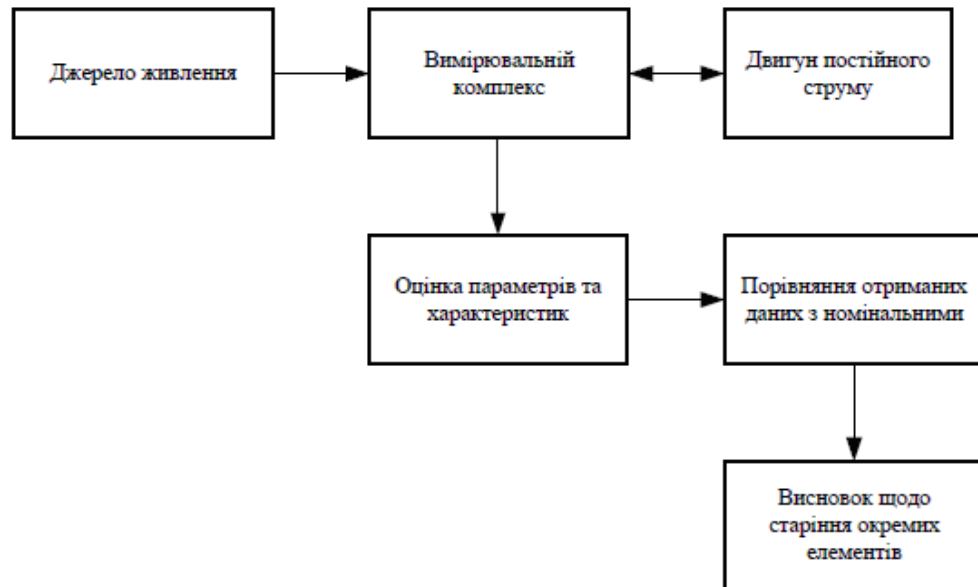 Джерело живлення
Вимірювальній
комплекс
Двигун постійного
струму
Оцінка параметрів та
характеристик
Порівняння отриманих
даних з номінальними
Висновок щодо
старіння окремих
елементів